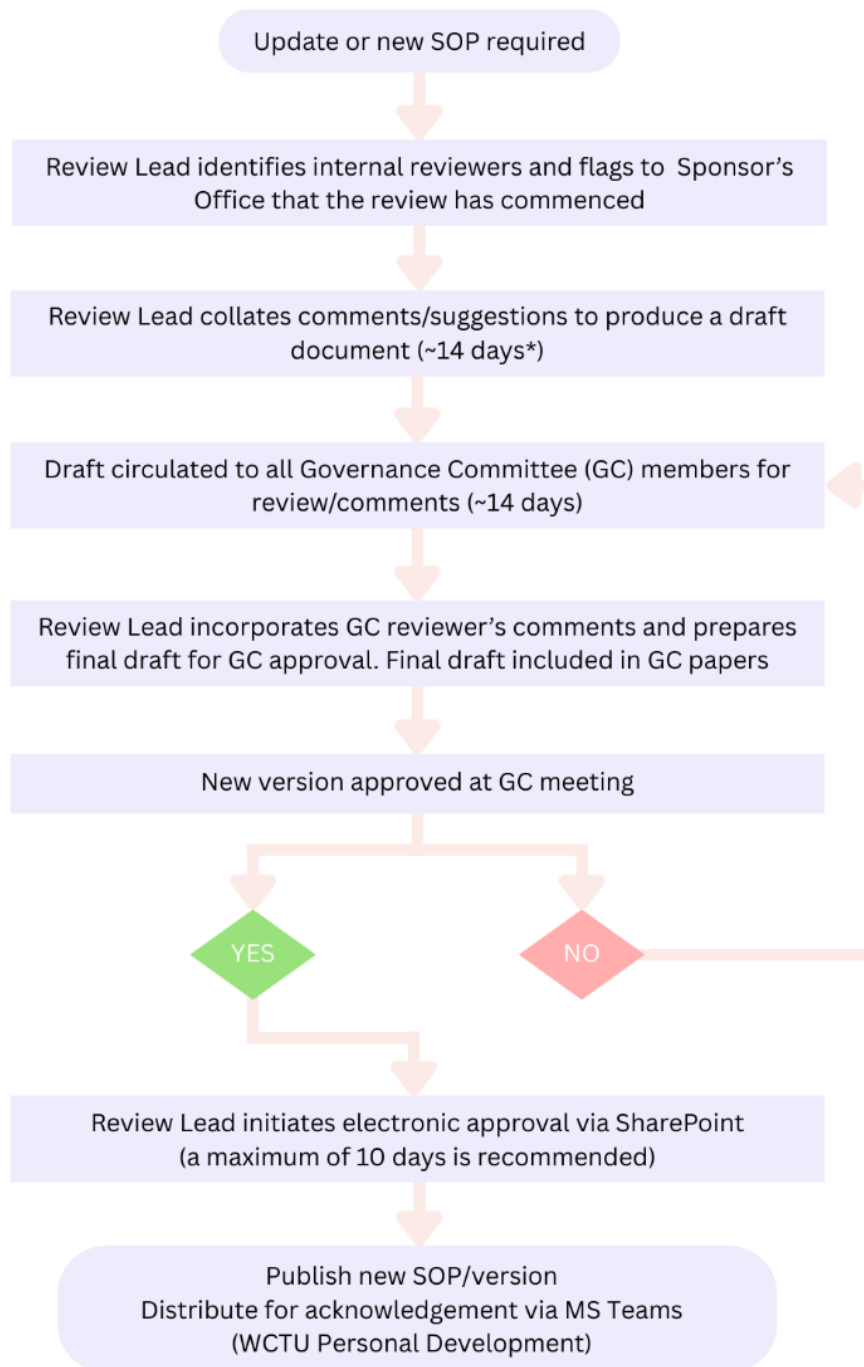 Update or new SOP required
Review Lead identifies internal reviewers and flags to  Sponsor’s
Office that the review has commenced
Review Lead collates comments/suggestions to produce a draft
document (~14 days*)
Draft circulated to all Governance Committee (GC) members for
review/comments (~14 days)
Review Lead incorporates GC reviewer’s comments and prepares
final draft for GC approval. Final draft included in GC papers
New version approved at GC meeting
YES
NO
Review Lead initiates electronic approval via SharePoint
(a maximum of 10 days is recommended)
Publish new SOP/version
Distribute for acknowledgement via MS Teams
(WCTU Personal Development)